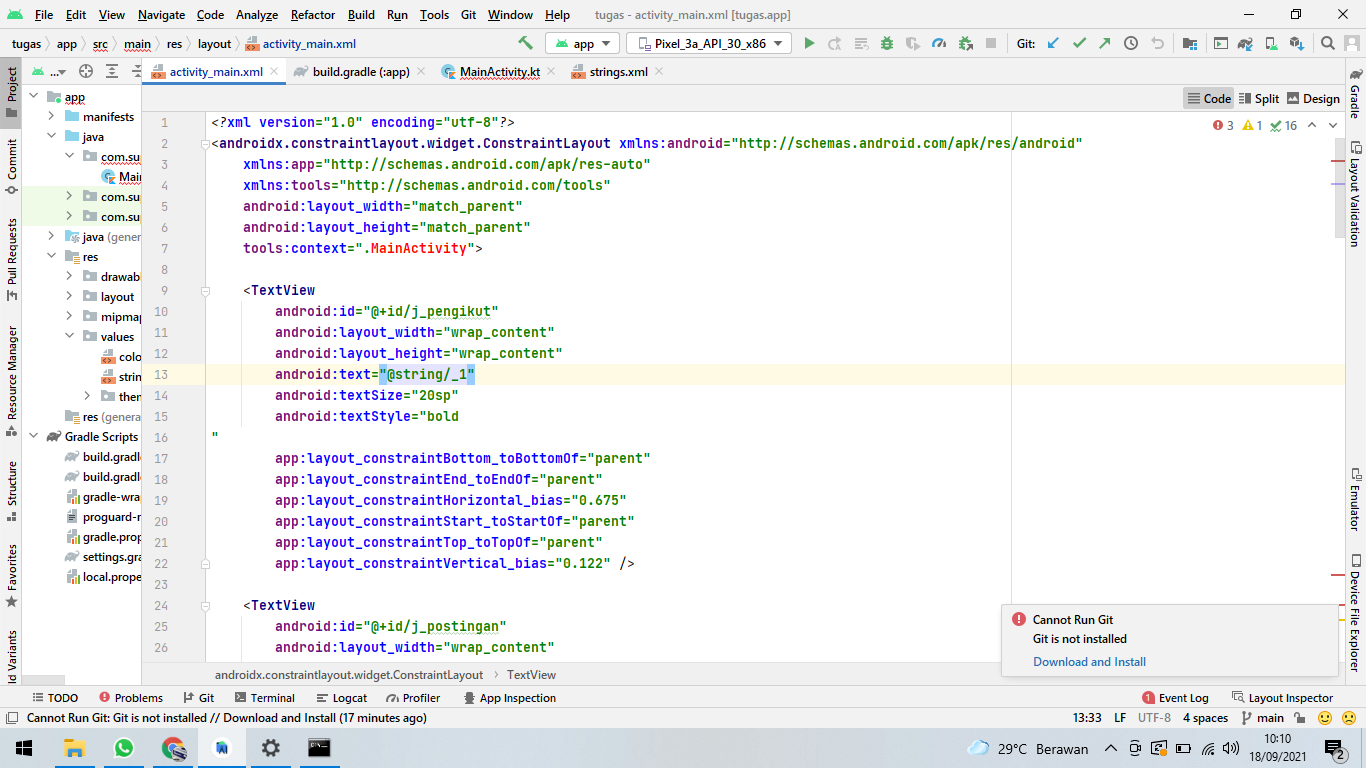 File Edit View Navigate Code Analyze Refactor Build Run Tools Git Window Help tugas - activity_main.xml [tugas.app]
tugas app src main res layout activity_main.xml app Pixel_3a_API_30_x86 Git:
Project ... activity_main.xml build.gradle (:app) MainActivity.kt strings.xml Gradle
Code Split Design
app
manifests
java
com.su
Mai
com.su
com.su
java (gener
res
drawab
layout
mipmap
values
colo
strin
then
res (genera
Gradle Scripts
build.gradl
build.gradl
gradle-wra
proguard-r
gradle.prop
settings.gra
local.prope
Commit
Pull Requests
Resource Manager
Structure
Favorites
ld Variants
3 1 16
1 <?xml version="1.0" encoding="utf-8"?>
2 <androidx.constraintlayout.widget.ConstraintLayout xmlns:android="http://schemas.android.com/apk/res/android"
3 xmlns:app="http://schemas.android.com/apk/res-auto"
4 xmlns:tools="http://schemas.android.com/tools"
5 android:layout_width="match_parent"
6 android:layout_height="match_parent"
7 tools:context=".MainActivity">
8
9 <TextView
10 android:id="@+id/j_pengikut"
11 android:layout_width="wrap_content"
12 android:layout_height="wrap_content"
13 android:text="@string/_1"
14 android:textSize="20sp"
15 android:textStyle="bold
16 "
17 app:layout_constraintBottom_toBottomOf="parent"
18 app:layout_constraintEnd_toEndOf="parent"
19 app:layout_constraintHorizontal_bias="0.675"
20 app:layout_constraintStart_toStartOf="parent"
21 app:layout_constraintTop_toTopOf="parent"
22 app:layout_constraintVertical_bias="0.122" />
23
24 <TextView
25 android:id="@+id/j_postingan"
26 android:layout_width="wrap_content"
Layout Validation
Emulator
Device File Explorer
Cannot Run Git
Git is not installed
Download and Install
androidx.constraintlayout.widget.ConstraintLayout TextView
TODO Problems Git Terminal Logcat Profiler App Inspection 1 Event Log Layout Inspector
Cannot Run Git: Git is not installed // Download and Install (17 minutes ago) 13:33 LF UTF-8 4 spaces main
29°C Berawan 10:10
18/09/2021 2